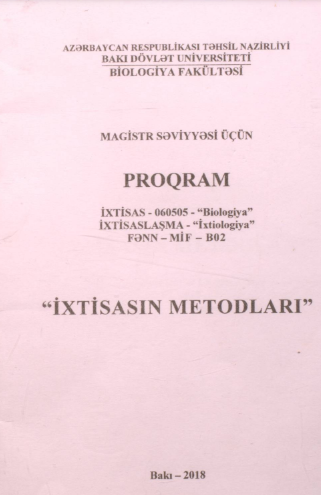 AZƏRBAYCAN RESPUBLİKASI TƏHSİL NAZİRLİYİ
BAKI DÖVLƏT UNİVERSİTETİ
BİOLOGİYA FAKÜLTƏSİ
MAGİSTR SƏVİYYƏSİ ÜÇÜN
PROQRAM
İXTİSAS - 060505 - “Biologiya”
İXTİSASLAŞMA - “İxtiologiya”
FƏNN – MİF – B02
“İXTİSASIN METODLARI”
Bakı – 2018